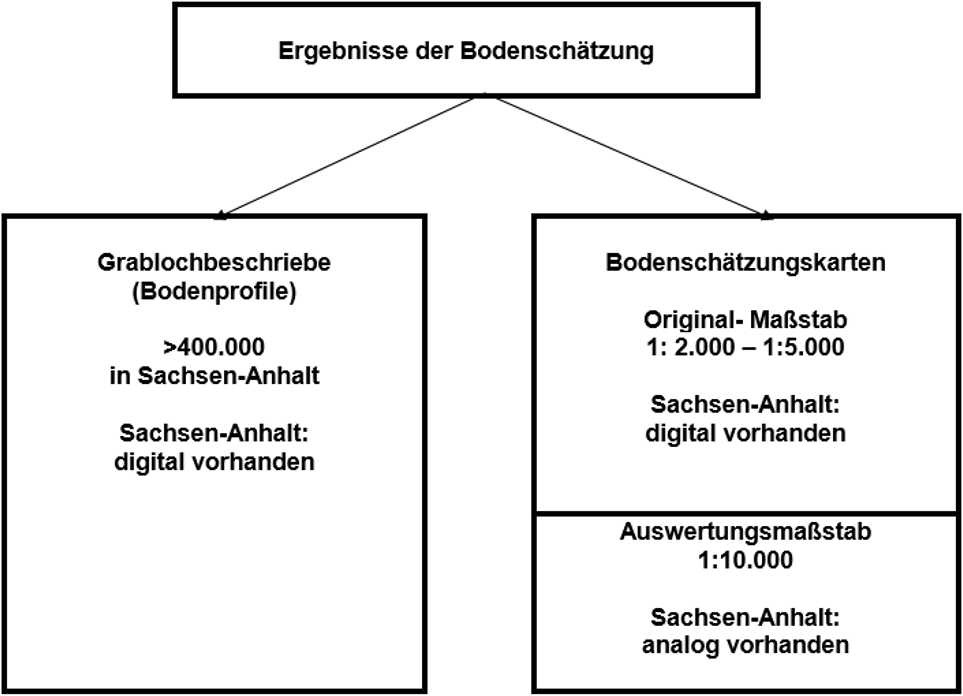 Ergebnisse der Bodenschätzung
Grablochbeschriebe
(Bodenprofile)
>400.000
in Sachsen-Anhalt
Sachsen-Anhalt:
digital vorhanden
Bodenschätzungskarten
Original- Maßstab
1: 2.000 – 1:5.000
Sachsen-Anhalt:
digital vorhanden
Auswertungsmaßstab
1:10.000
Sachsen-Anhalt:
analog vorhanden